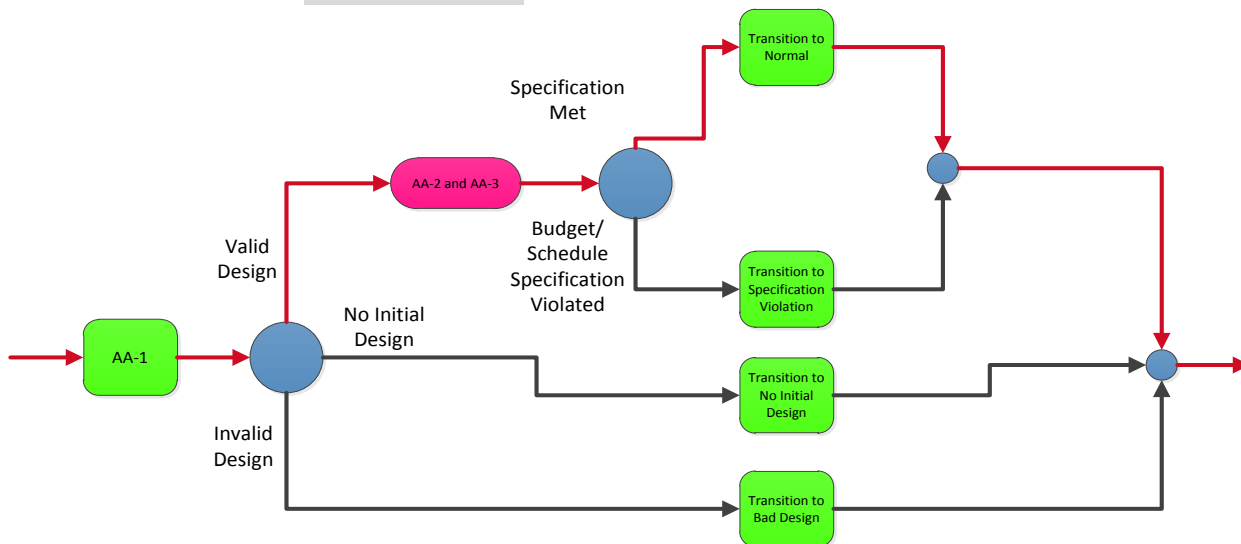 Transition to
Normal
Specification
Met
AA-2 and AA-3
Budget/
Schedule
Specification
Violated
Valid
Design
Transition to
Specification
Violation
No Initial
Design
AA-1
Transition to
No Initial
Design
Invalid
Design
Transition to
Bad Design